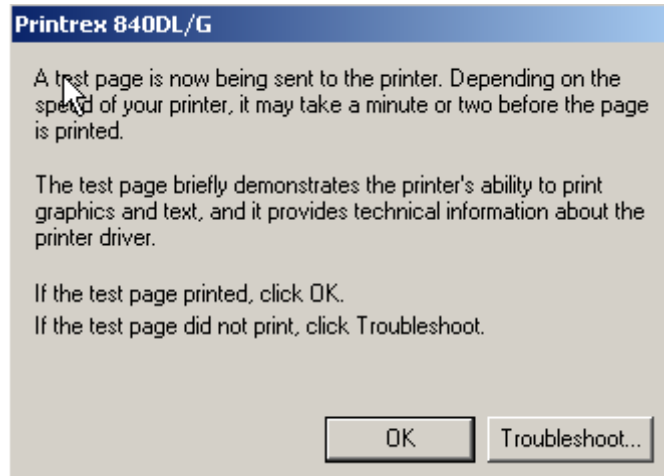 Printrex 840DL/G
A test page is now being sent to the printer. Depending on the
speed of your printer, it may take a minute or two before the page
is printed.
The test page briefly demonstrates the printer's ability to print
graphics and text, and it provides technical information about the
printer driver.
If the test page printed, click OK.
If the test page did not print, click Troubleshoot.
OK
Troubleshoot...